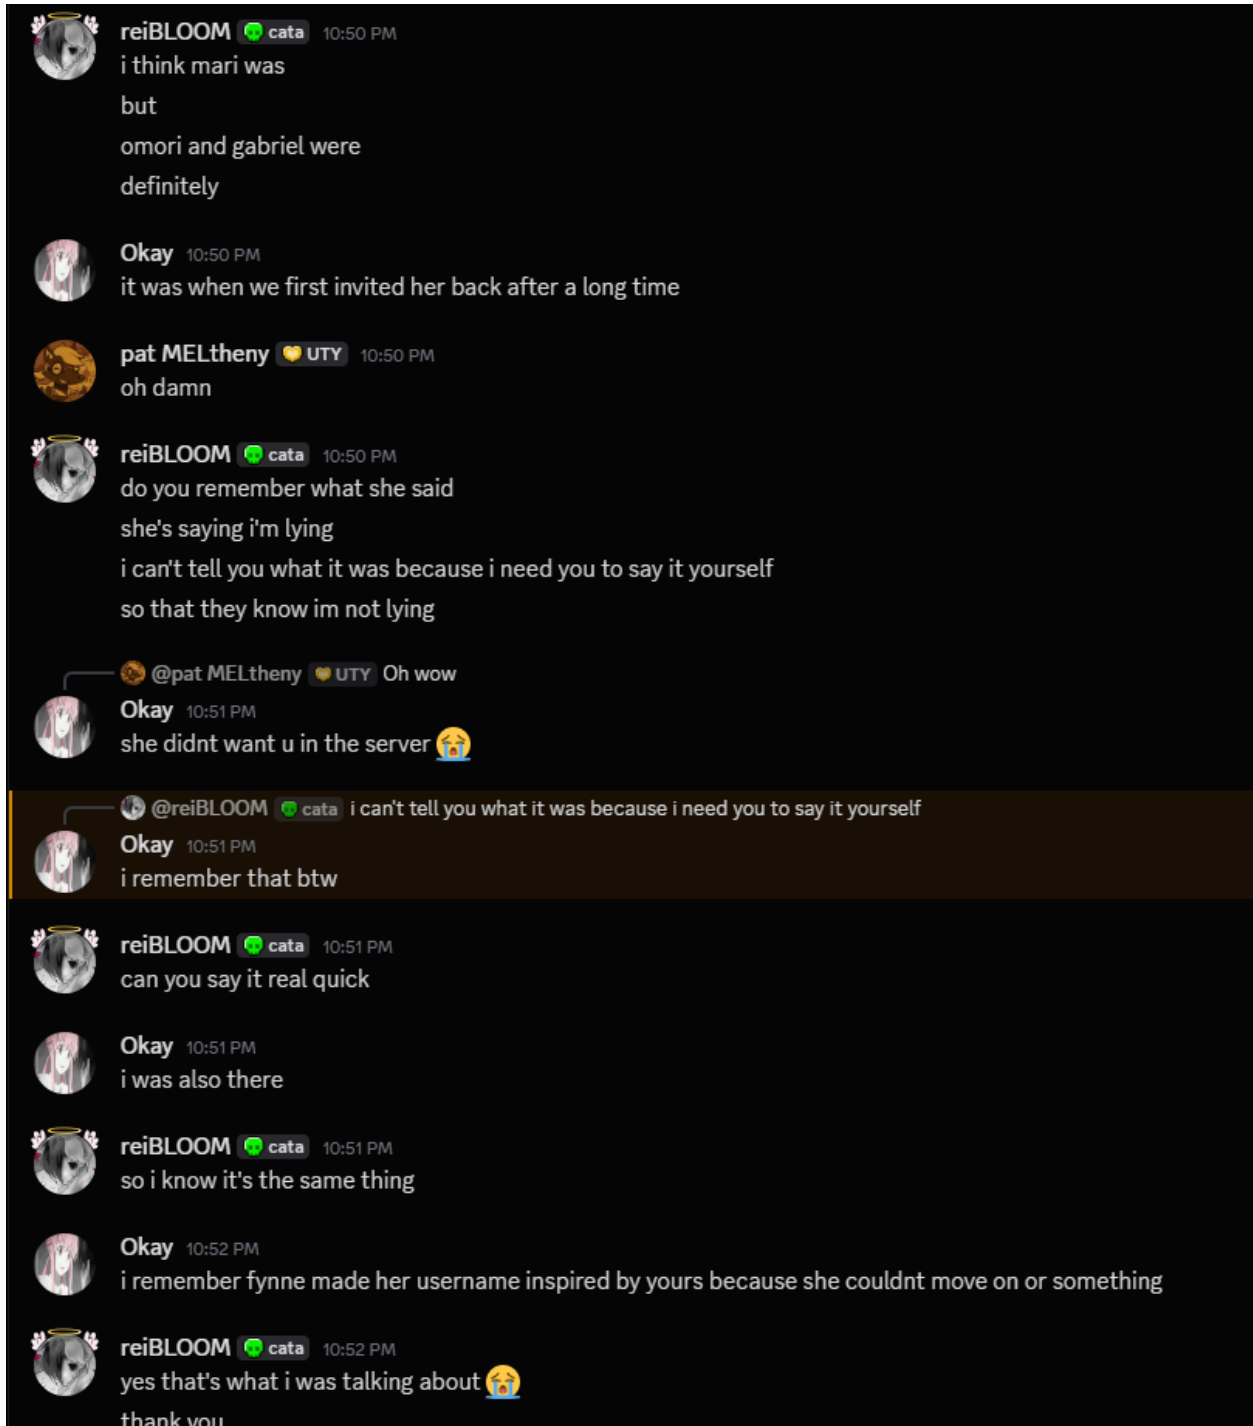 reiBLOOM cata 10:50 PM
i think mari was
but
omori and gabriel were
definitely
Okay 10:50 PM
it was when we first invited her back after a long time
pat MELtheny UTY 10:50 PM
oh damn
reiBLOOM cata 10:50 PM
do you remember what she said
she's saying i'm lying
i can't tell you what it was because i need you to say it yourself
so that they know im not lying
@pat MELtheny UTY Oh wow
Okay 10:51 PM
she didnt want u in the server 😭
@reiBLOOM cata i can't tell you what it was because i need you to say it yourself
Okay 10:51 PM
i remember that btw
reiBLOOM cata 10:51 PM
can you say it real quick
Okay 10:51 PM
i was also there
reiBLOOM cata 10:51 PM
so i know it's the same thing
Okay 10:52 PM
i remember fynne made her username inspired by yours because she couldnt move on or something
reiBLOOM cata 10:52 PM
yes that's what i was talking about 😭
thank you